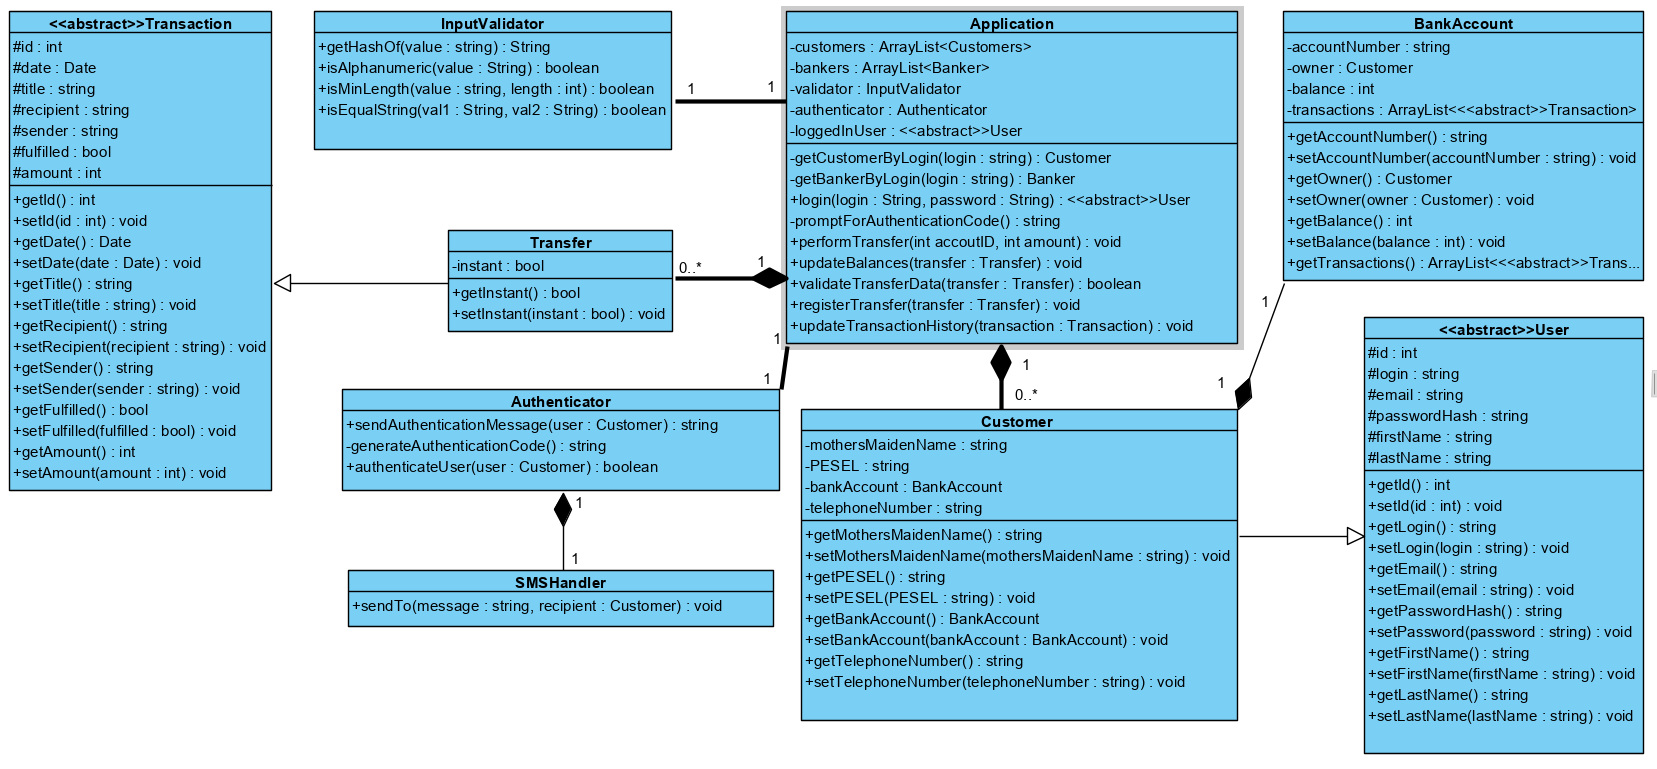 <<abstract>>Transaction
#id : int
#date : Date
#title : string
#recipient : string
#sender : string
#fulfilled : bool
#amount : int
+getId() : int
+setId(id : int) : void
+getDate() : Date
+setDate(date : Date) : void
+getTitle() : string
+setTitle(title : string) : void
+getRecipient() : string
+setRecipient(recipient : string) : void
+getSender() : string
+setSender(sender : string) : void
+getFulfilled() : bool
+setFulfilled(fulfilled : bool) : void
+getAmount() : int
+setAmount(amount : int) : void
InputValidator
+getHashOf(value : string) : String
+isAlphanumeric(value : String) : boolean
+isMinLength(value : string, length : int) : boolean
+isEqualString(val1 : String, val2 : String) : boolean
1
1
Transfer
-instant : bool
+getInstant() : bool
+setInstant(instant : bool) : void
0..*
1
Application
-customers : ArrayList<Customers>
-bankers : ArrayList<Banker>
-validator : InputValidator
-authenticator : Authenticator
-loggedInUser : <<abstract>>User
-getCustomerByLogin(login : string) : Customer
-getBankerByLogin(login : string) : Banker
+login(login : String, password : String) : <<abstract>>User
-promptForAuthenticationCode() : string
+performTransfer(int accoutID, int amount) : void
+updateBalances(transfer : Transfer) : void
+validateTransferData(transfer : Transfer) : boolean
+registerTransfer(transfer : Transfer) : void
+updateTransactionHistory(transaction : Transaction) : void
1
1
Authenticator
+sendAuthenticationMessage(user : Customer) : string
-generateAuthenticationCode() : string
+authenticateUser(user : Customer) : boolean
1
1
SMSHandler
+sendTo(message : string, recipient : Customer) : void
1
0..*
Customer
-mothersMaidenName : string
-PESEL : string
-bankAccount : BankAccount
-telephoneNumber : string
+getMothersMaidenName() : string
+setMothersMaidenName(mothersMaidenName : string) : void
+getPESEL() : string
+setPESEL(PESEL : string) : void
+getBankAccount() : BankAccount
+setBankAccount(bankAccount : BankAccount) : void
+getTelephoneNumber() : string
+setTelephoneNumber(telephoneNumber : string) : void
BankAccount
-accountNumber : string
-owner : Customer
-balance : int
-transactions : ArrayList<<<abstract>>Transaction>
+getAccountNumber() : string
+setAccountNumber(accountNumber : string) : void
+getOwner() : Customer
+setOwner(owner : Customer) : void
+getBalance() : int
+setBalance(balance : int) : void
+getTransactions() : ArrayList<<<abstract>>Trans...
1
1
<<abstract>>User
#id : int
#login : string
#email : string
#passwordHash : string
#firstName : string
#lastName : string
+getId() : int
+setId(id : int) : void
+getLogin() : string
+setLogin(login : string) : void
+getEmail() : string
+setEmail(email : string) : void
+getPasswordHash() : string
+setPassword(password : string) : void
+getFirstName() : string
+setFirstName(firstName : string) : void
+getLastName() : string
+setLastName(lastName : string) : void